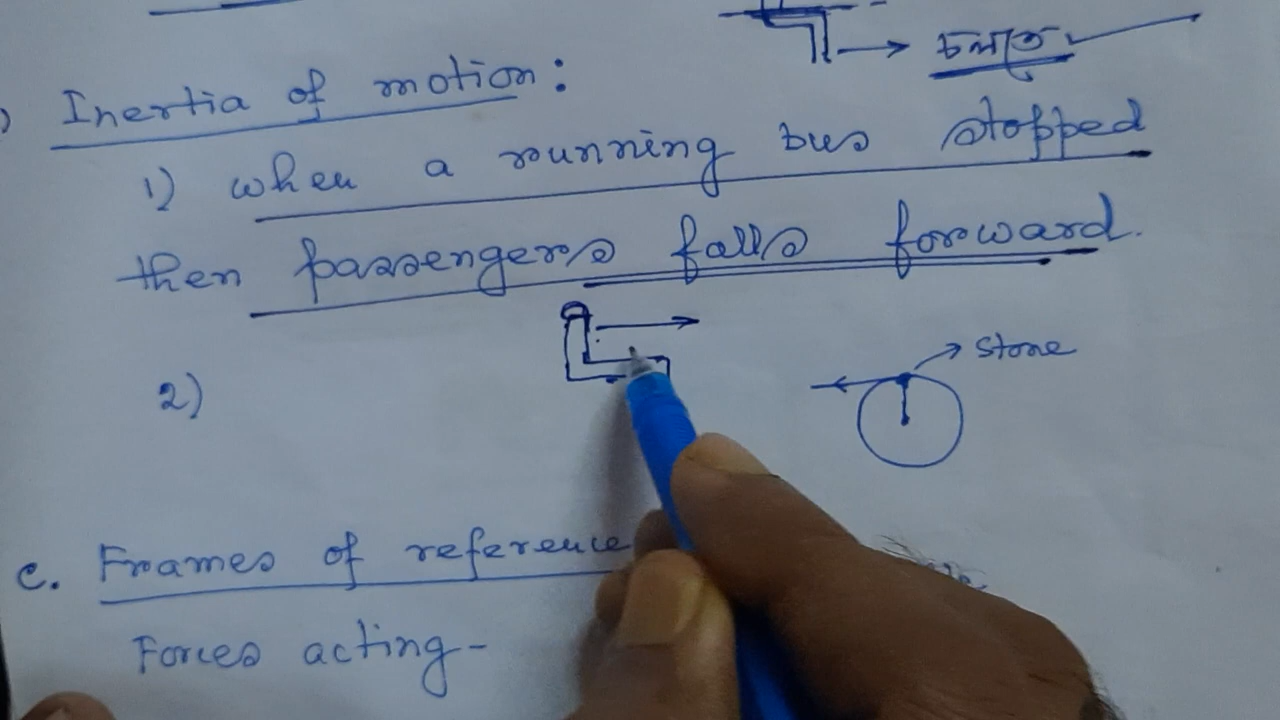 চলন্ত
Inertia of motion:
1) when a running bus stopped
then passengers falls forward.
stone
2)
c. Frames of reference
Forces acting-